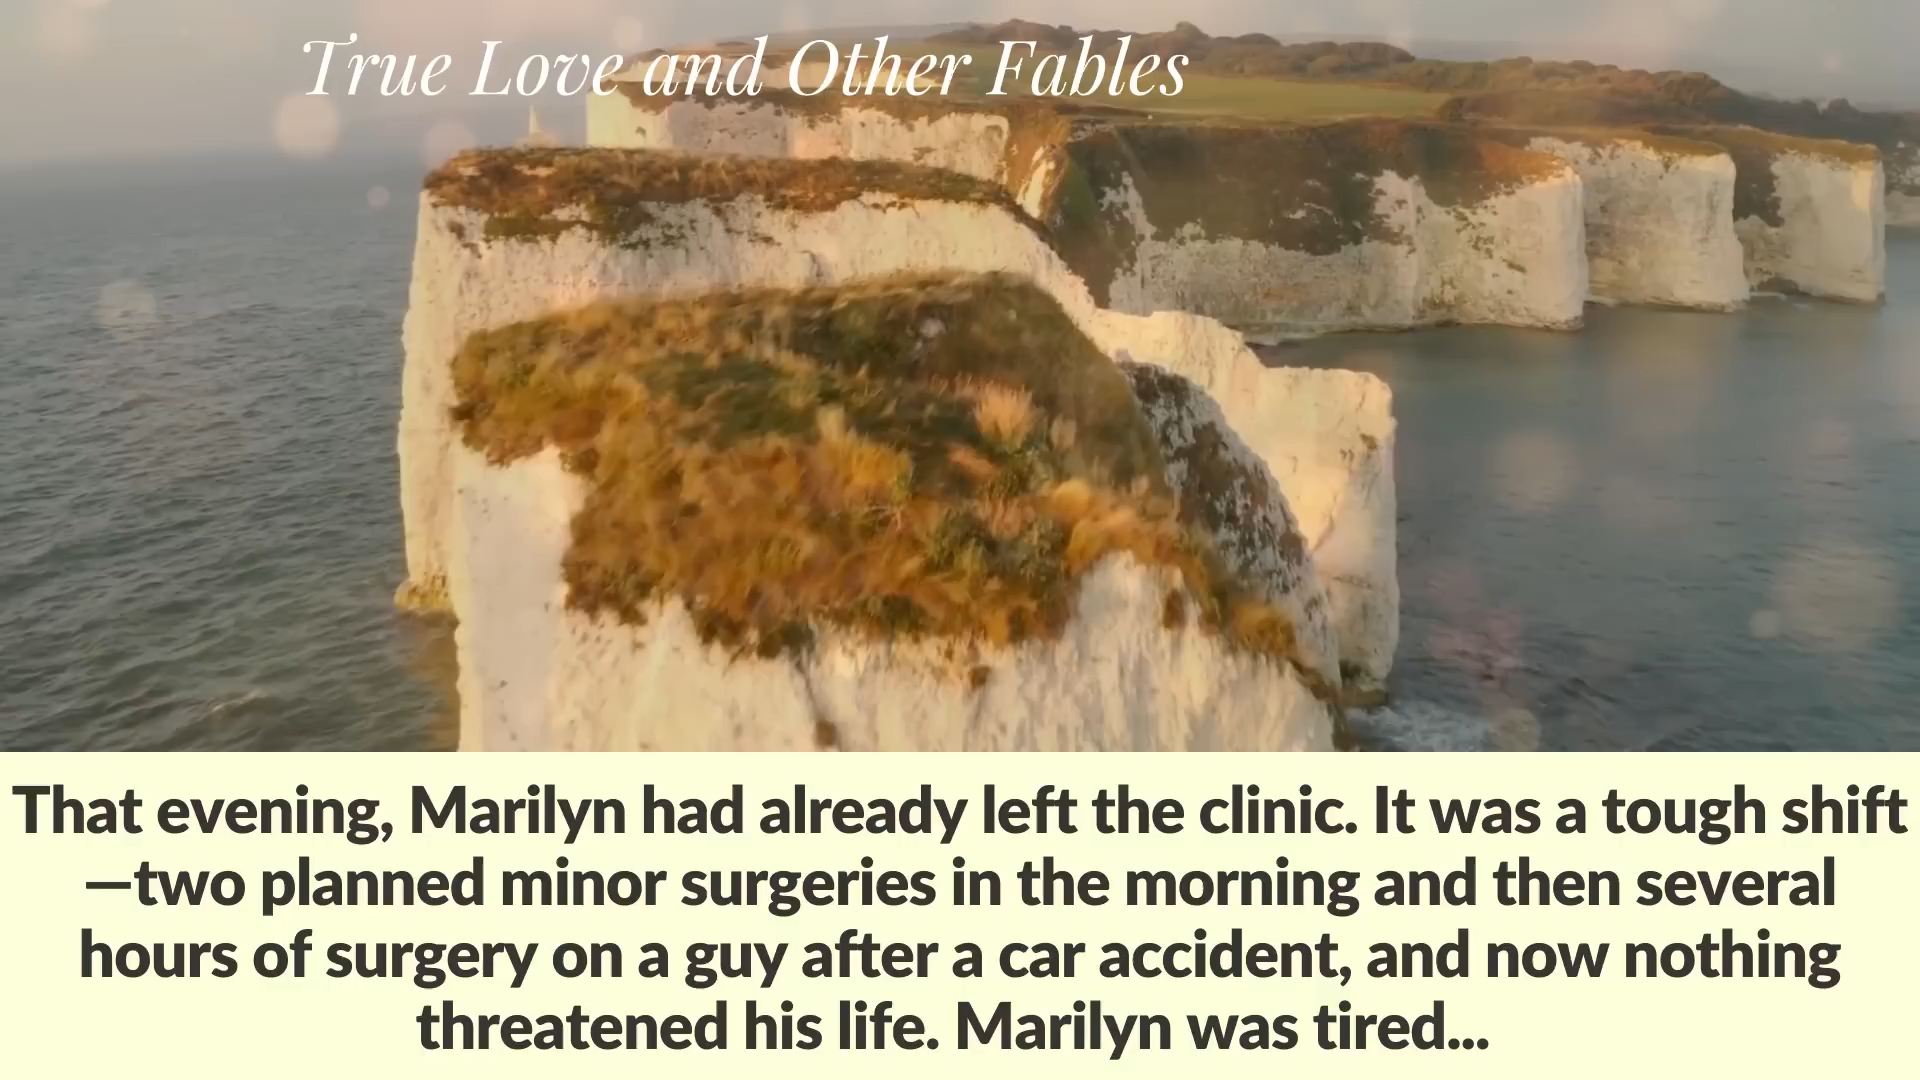 True Love and Other Fables
That evening, Marilyn had already left the clinic. It was a tough shift
—two planned minor surgeries in the morning and then several
hours of surgery on a guy after a car accident, and now nothing
threatened his life. Marilyn was tired...